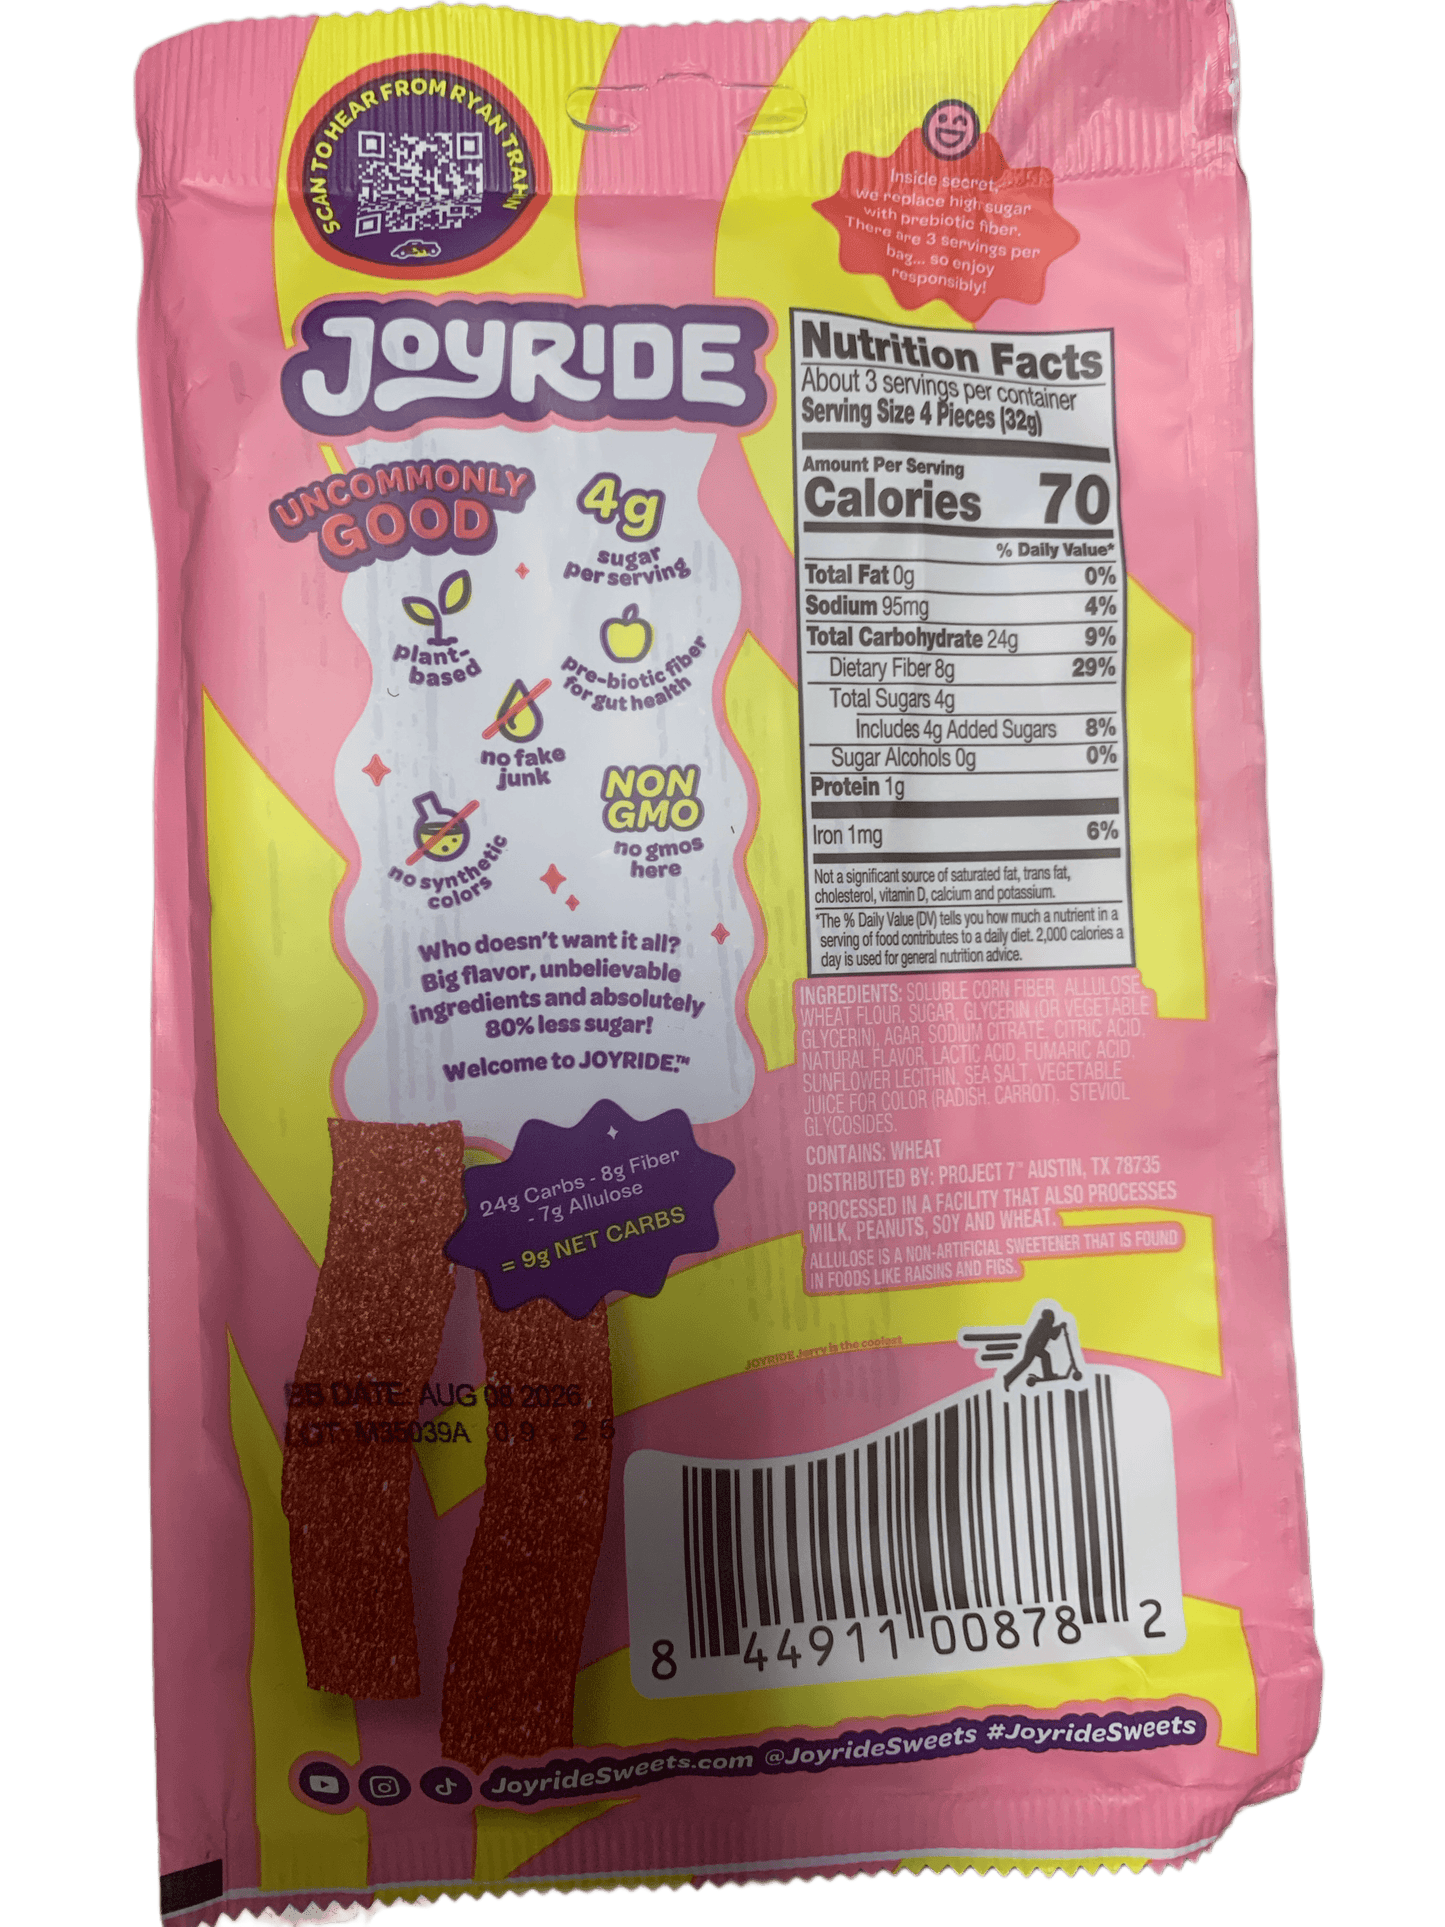 SCAN TO HEAR FROM RYAN TRAHN
Inside secret,
we replace high sugar
with prebiotic fiber.
There are 3 servings per
bag... so enjoy
responsibly!
JOYRIDE
UNCOMMONLY
GOOD
4g
sugar
per serving
plant-
based
pre-biotic fiber
for gut health
no fake
junk
NON
GMO
no gmos
here
no synthetic
colors
Who doesn't want it all?
Big flavor, unbelievable
ingredients and absolutely
80% less sugar!
Welcome to JOYRIDE.™
24g Carbs - 8g Fiber
- 7g Allulose
= 9g NET CARBS
BB DATE: AUG 08 2026
Nutrition Facts
About 3 servings per container
Serving Size 4 Pieces (32g)
Amount Per Serving
Calories 70
% Daily Value*
Total Fat 0g 0%
Sodium 95mg 4%
Total Carbohydrate 24g 9%
Dietary Fiber 8g 29%
Total Sugars 4g
Includes 4g Added Sugars 8%
Sugar Alcohols 0g 0%
Protein 1g
Iron 1mg 6%
Not a significant source of saturated fat, trans fat,
cholesterol, vitamin D, calcium and potassium.
*The % Daily Value (DV) tells you how much a nutrient in a
serving of food contributes to a daily diet. 2,000 calories a
day is used for general nutrition advice.
INGREDIENTS: SOLUBLE CORN FIBER, ALLULOSE,
WHEAT FLOUR, SUGAR, GLYCERIN (OR VEGETABLE
GLYCERIN), AGAR, SODIUM CITRATE, CITRIC ACID,
NATURAL FLAVOR, LACTIC ACID, FUMARIC ACID,
SUNFLOWER LECITHIN, SEA SALT, VEGETABLE
JUICE FOR COLOR (RADISH, CARROT), STEVIOL
GLYCOSIDES.
CONTAINS: WHEAT
DISTRIBUTED BY: PROJECT 7™ AUSTIN, TX 78735
PROCESSED IN A FACILITY THAT ALSO PROCESSES
MILK, PEANUTS, SOY AND WHEAT.
ALLULOSE IS A NON-ARTIFICIAL SWEETENER THAT IS FOUND
IN FOODS LIKE RAISINS AND FIGS.
JOYRIDE Jerry is the coolest
8 44911 00878 2
JoyrideSweets.com @JoyrideSweets #JoyrideSweets